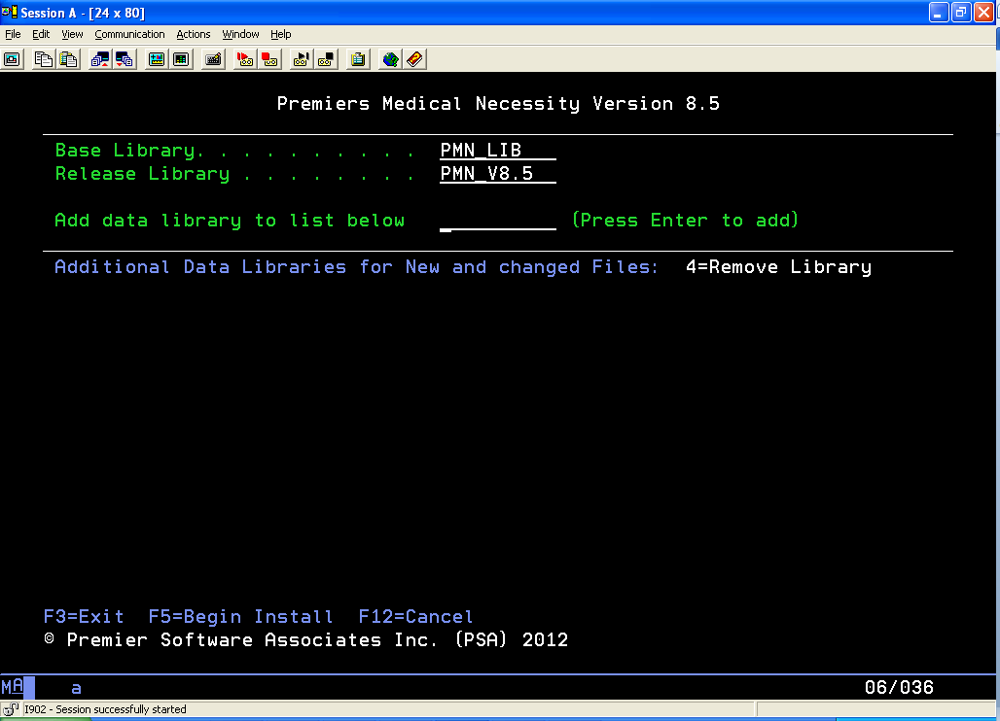 Session A - [24 x 80]
File Edit View Communication Actions Window Help
Premiers Medical Necessity Version 8.5
Base Library. . . . . . . . . . PMN_LIB
Release Library . . . . . . . . PMN_V8.5
Add data library to list below (Press Enter to add)
Additional Data Libraries for New and changed Files: 4=Remove Library
F3=Exit F5=Begin Install F12=Cancel
© Premier Software Associates Inc. (PSA) 2012
MA a 06/036
I902 - Session successfully started